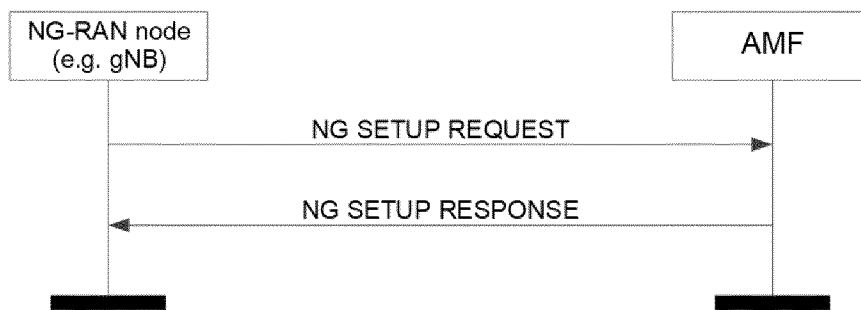 NG-RAN node
(e.g. gNB)
AMF
NG SETUP REQUEST
NG SETUP RESPONSE